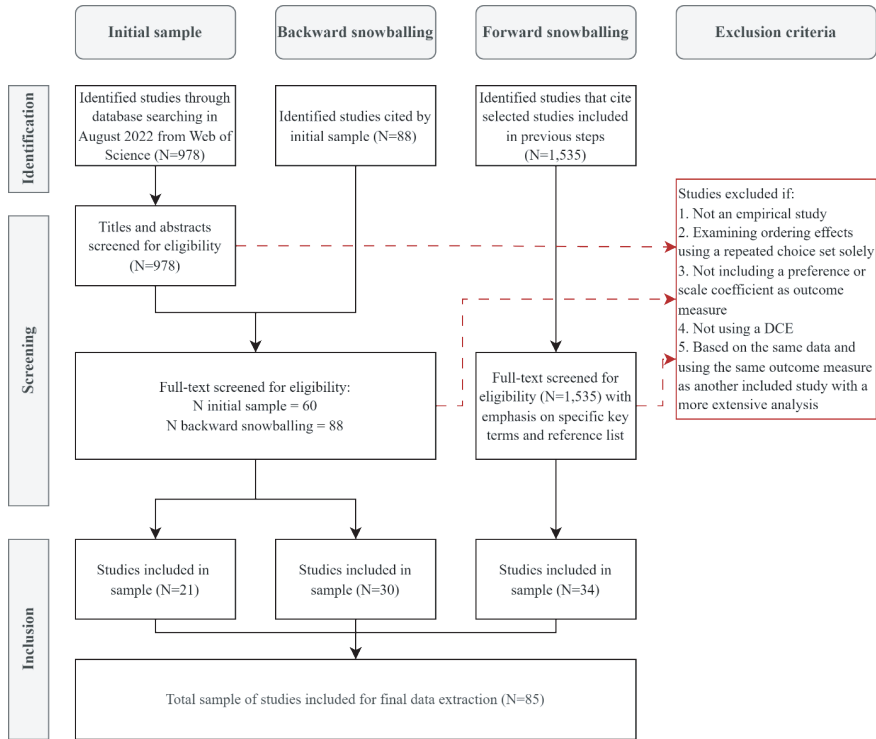 Initial sample
Backward snowballing
Forward snowballing
Exclusion criteria
Identification
Identified studies through
database searching in
August 2022 from Web of
Science (N=978)
Identified studies cited by
initial sample (N=88)
Identified studies that cite
selected studies included
in previous steps
(N=1,535)
Screening
Titles and abstracts
screened for eligibility
(N=978)
Studies excluded if:
1. Not an empirical study
2. Examining ordering effects
using a repeated choice set solely
3. Not including a preference or
scale coefficient as outcome
measure
4. Not using a DCE
5. Based on the same data and
using the same outcome measure
as another included study with a
more extensive analysis
Full-text screened for eligibility:
N initial sample = 60
N backward snowballing = 88
Full-text screened for
eligibility (N=1,535) with
emphasis on specific key
terms and reference list
Inclusion
Studies included in
sample (N=21)
Studies included in
sample (N=30)
Studies included in
sample (N=34)
Total sample of studies included for final data extraction (N=85)